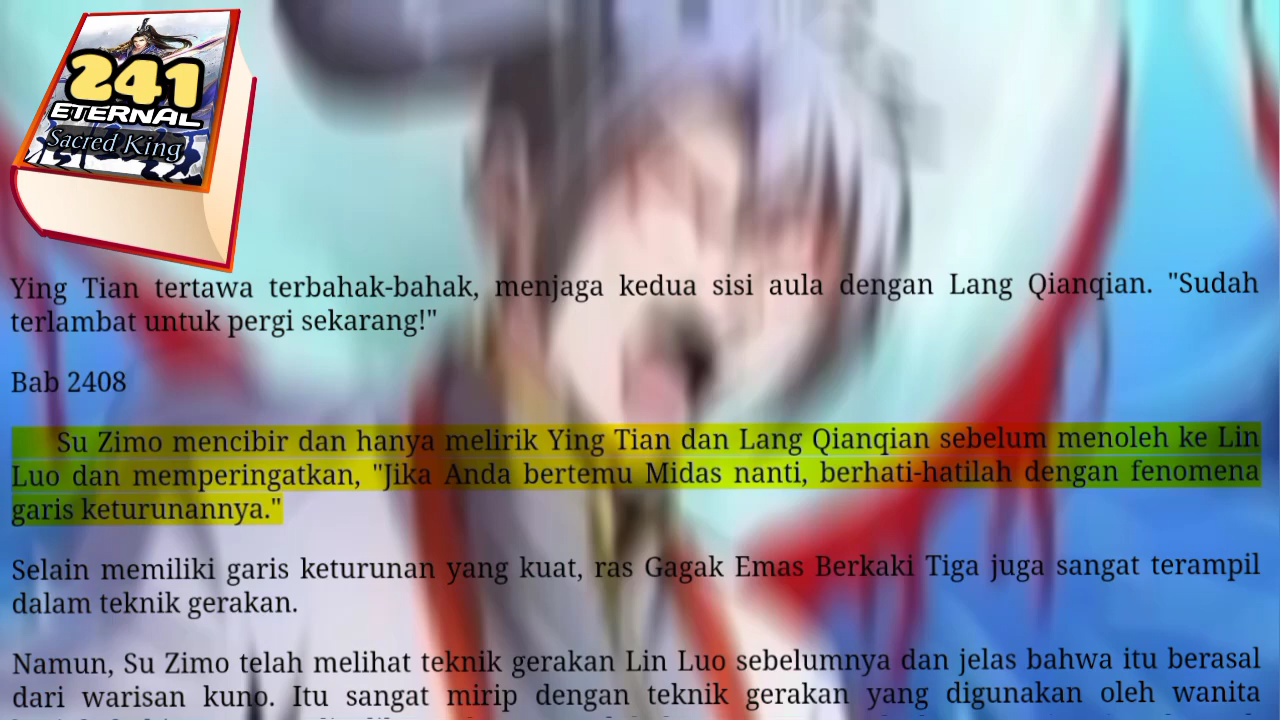 241
ETERNAL
Sacred King
Ying Tian tertawa terbahak-bahak, menjaga kedua sisi aula dengan Lang Qianqian. "Sudah
terlambat untuk pergi sekarang!"
Bab 2408
Su Zimo mencibir dan hanya melirik Ying Tian dan Lang Qianqian sebelum menoleh ke Lin
Luo dan memperingatkan, "Jika Anda bertemu Midas nanti, berhati-hatilah dengan fenomena
garis keturunannya."
Selain memiliki garis keturunan yang kuat, ras Gagak Emas Berkaki Tiga juga sangat terampil
dalam teknik gerakan.
Namun, Su Zimo telah melihat teknik gerakan Lin Luo sebelumnya dan jelas bahwa itu berasal
dari warisan kuno. Itu sangat mirip dengan teknik gerakan yang digunakan oleh wanita